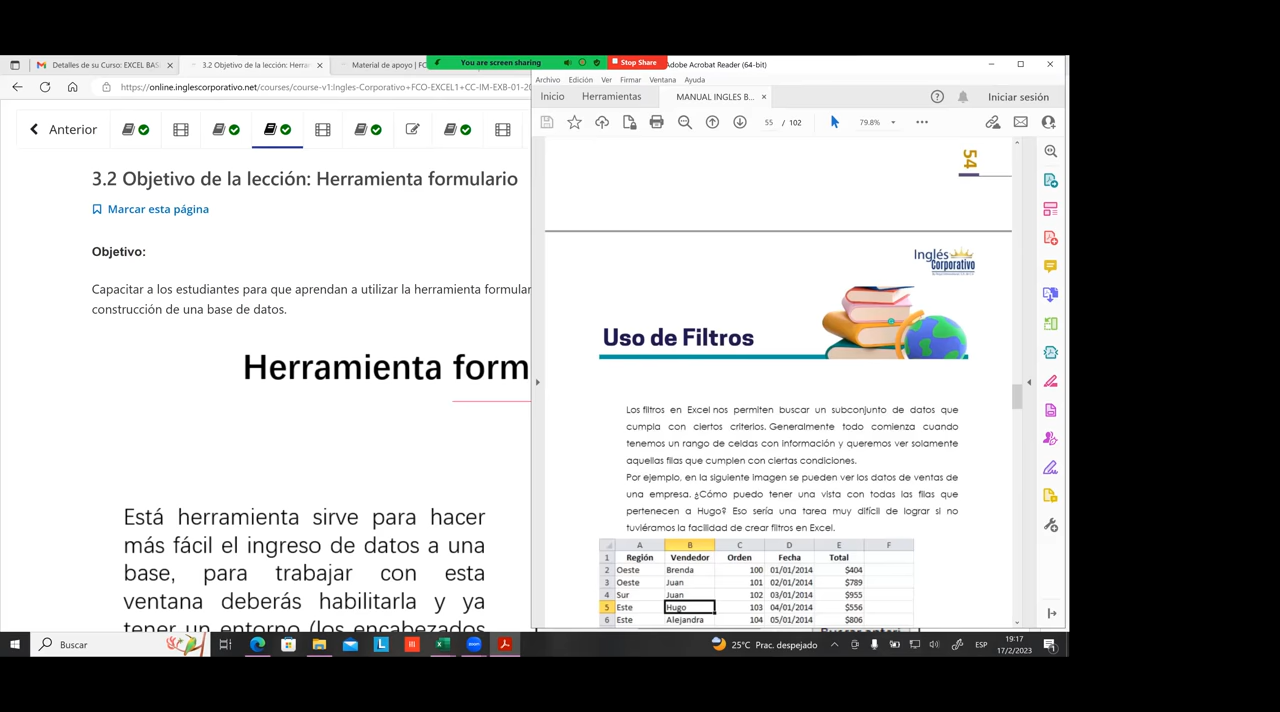 Detalles de su Curso: EXCEL BAS
3.2 Objetivo de la lección: Herran
Material de apoyo | FC
You are screen sharing
Stop Share
Adobe Acrobat Reader (64-bit)
https://online.inglescorporativo.net/courses/course-v1:Ingles-Corporativo+FCO-EXCEL1+CC-IM-EXB-01-20
Anterior
3.2 Objetivo de la lección: Herramienta formulario
Marcar esta página
Objetivo:
Capacitar a los estudiantes para que aprendan a utilizar la herramienta formular
construcción de una base de datos.
Herramienta form
Está herramienta sirve para hacer
más fácil el ingreso de datos a una
base, para trabajar con esta
ventana deberás habilitarla y ya
tener un entorno (los encabezados
Archivo Edición Ver Firmar Ventana Ayuda
Inicio Herramientas MANUAL INGLES B... Iniciar sesión
55 / 102 79.8%
54
Inglés
Corporativo
Uso de Filtros
Los filtros en Excel nos permiten buscar un subconjunto de datos que
cumpla con ciertos criterios. Generalmente todo comienza cuando
tenemos un rango de celdas con información y queremos ver solamente
aquellas filas que cumplen con ciertas condiciones.
Por ejemplo, en la siguiente imagen se pueden ver los datos de ventas de
una empresa. ¿Cómo puedo tener una vista con todas las filas que
pertenecen a Hugo? Eso sería una tarea muy difícil de lograr si no
tuviéramos la facilidad de crear filtros en Excel.
A B C D E F
1 Región Vendedor Orden Fecha Total
2 Oeste Brenda 100 01/01/2014 $404
3 Oeste Juan 101 02/01/2014 $789
4 Sur Juan 102 03/01/2014 $955
5 Este Hugo 103 04/01/2014 $556
6 Este Alejandra 104 05/01/2014 $806
Buscar
25°C Prac. despejado
ESP
19:17
17/2/2023